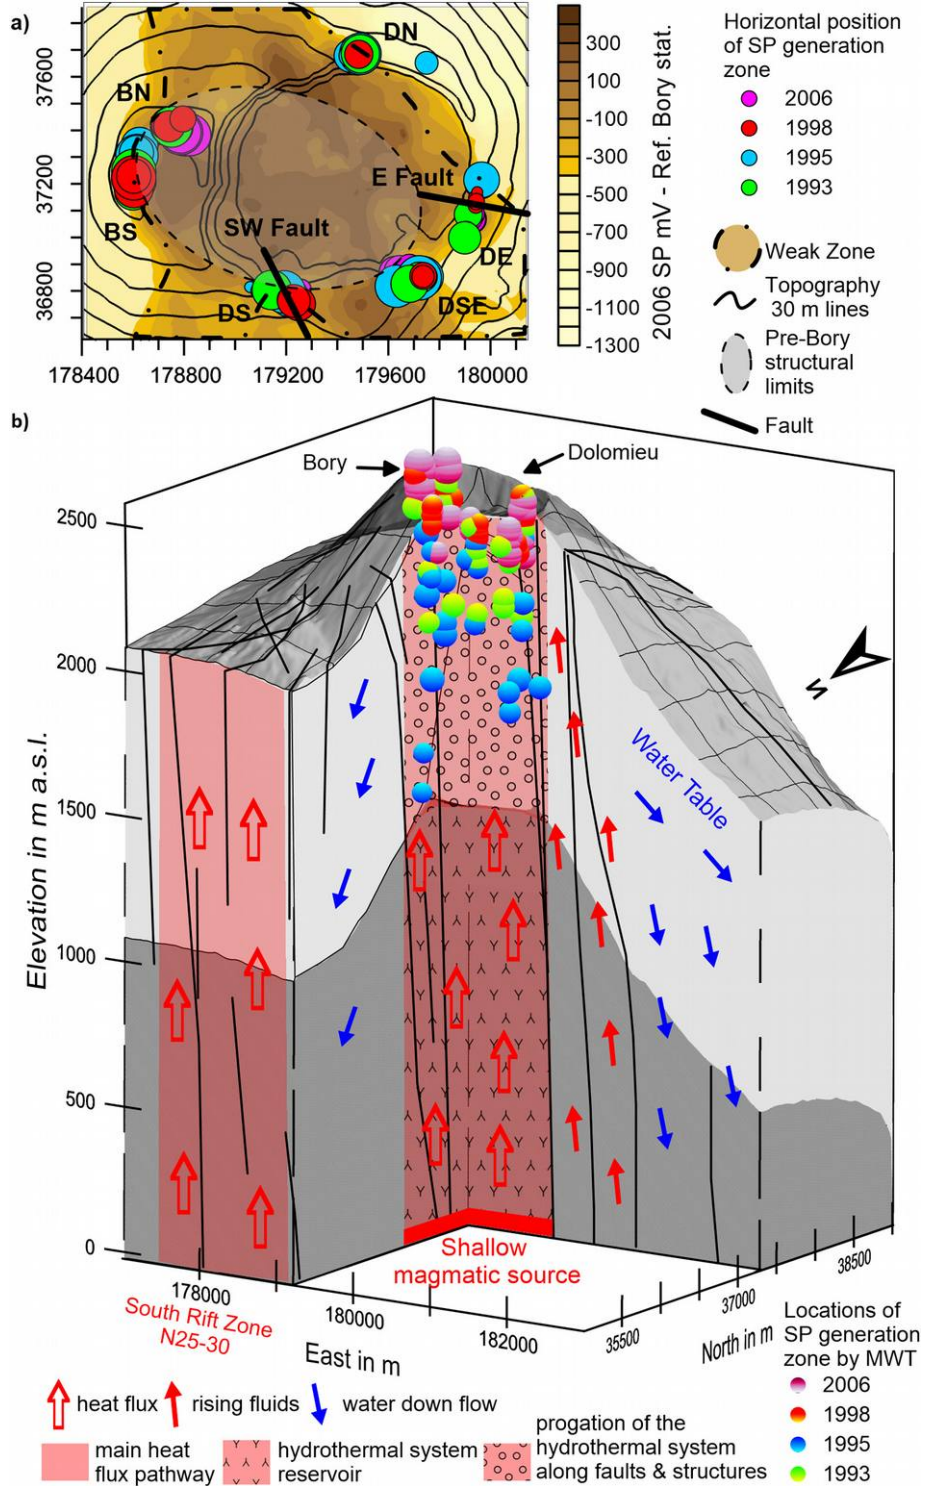 a)
DN
BN
E Fault
SW Fault
BS
DE
DS
DSE
37600
37200
36800
178400
178800
179200
179600
180000
300
100
-100
-300
-500
-700
-900
-1100
-1300
2006 SP mV - Ref. Bory stat.
Horizontal position
of SP generation
zone
2006
1998
1995
1993
Weak Zone
Topography
30 m lines
Pre-Bory
structural
limits
Fault
b)
Bory
Dolomieu
2500
2000
1500
1000
500
0
Elevation in m a.s.l.
N
Water Table
Shallow
magmatic source
178000
180000
182000
East in m
35500
37000
38500
North in m
South Rift Zone
N25-30
Locations of
SP generation
zone by MWT
2006
1998
1995
1993
heat flux
rising fluids
water down flow
main heat
flux pathway
hydrothermal system
reservoir
progation of the
hydrothermal system
along faults & structures